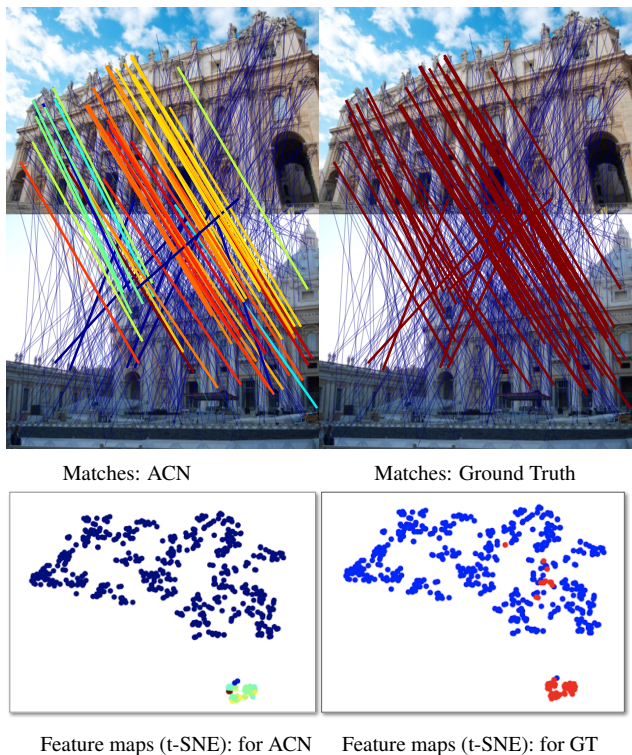 Matches: ACN
Matches: Ground Truth
Feature maps (t-SNE): for ACN
Feature maps (t-SNE): for GT